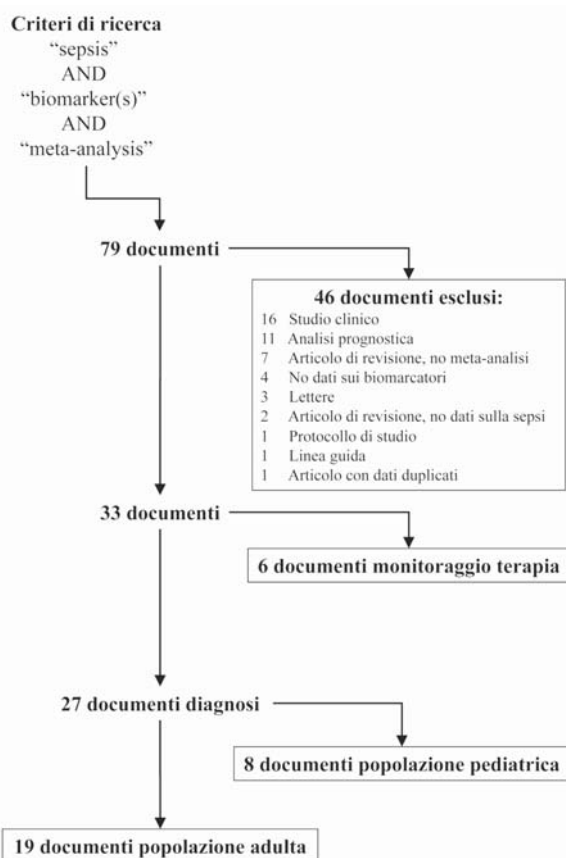 Criteri di ricerca
“sepsis”
AND
“biomarker(s)”
AND
“meta-analysis”
79 documenti
46 documenti esclusi:
16 Studio clinico
11 Analisi prognostica
7 Articolo di revisione, no meta-analisi
4 No dati sui biomarcatori
3 Lettere
2 Articolo di revisione, no dati sulla sepsi
1 Protocollo di studio
1 Linea guida
1 Articolo con dati duplicati
33 documenti
6 documenti monitoraggio terapia
27 documenti diagnosi
8 documenti popolazione pediatrica
19 documenti popolazione adulta